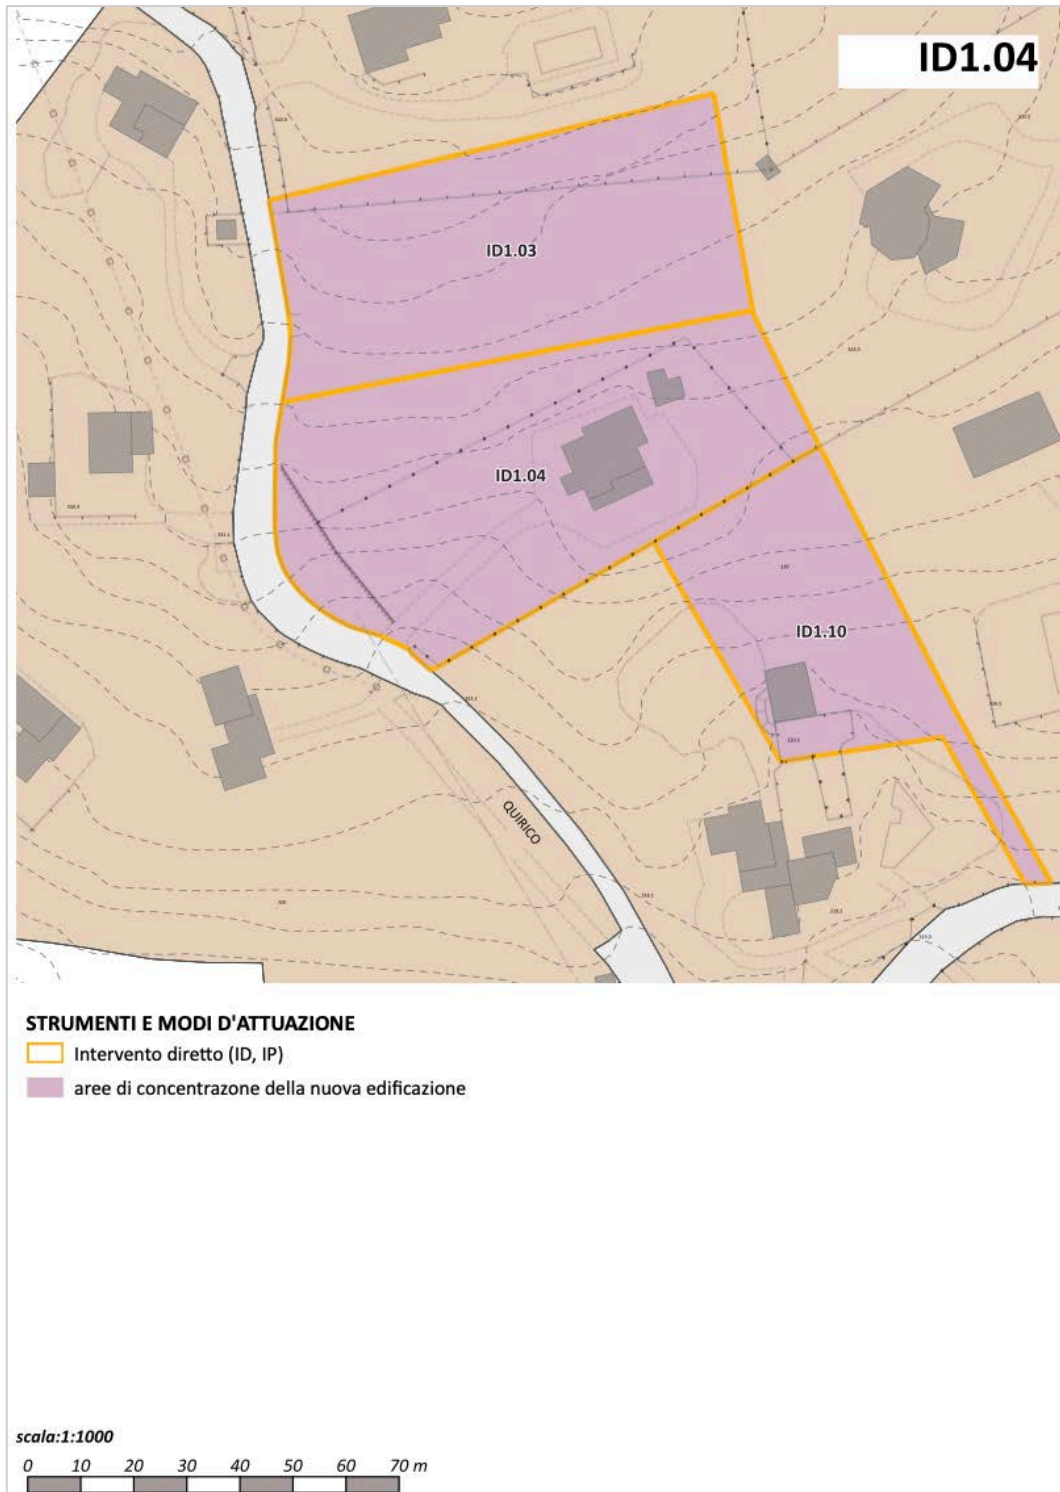 ID1.04
ID1.03
ID1.04
ID1.10
QUIRICO
STRUMENTI E MODI D'ATTUAZIONE
Intervento diretto (ID, IP)
aree di concentrazone della nuova edificazione
scala:1:1000
0 10 20 30 40 50 60 70 m